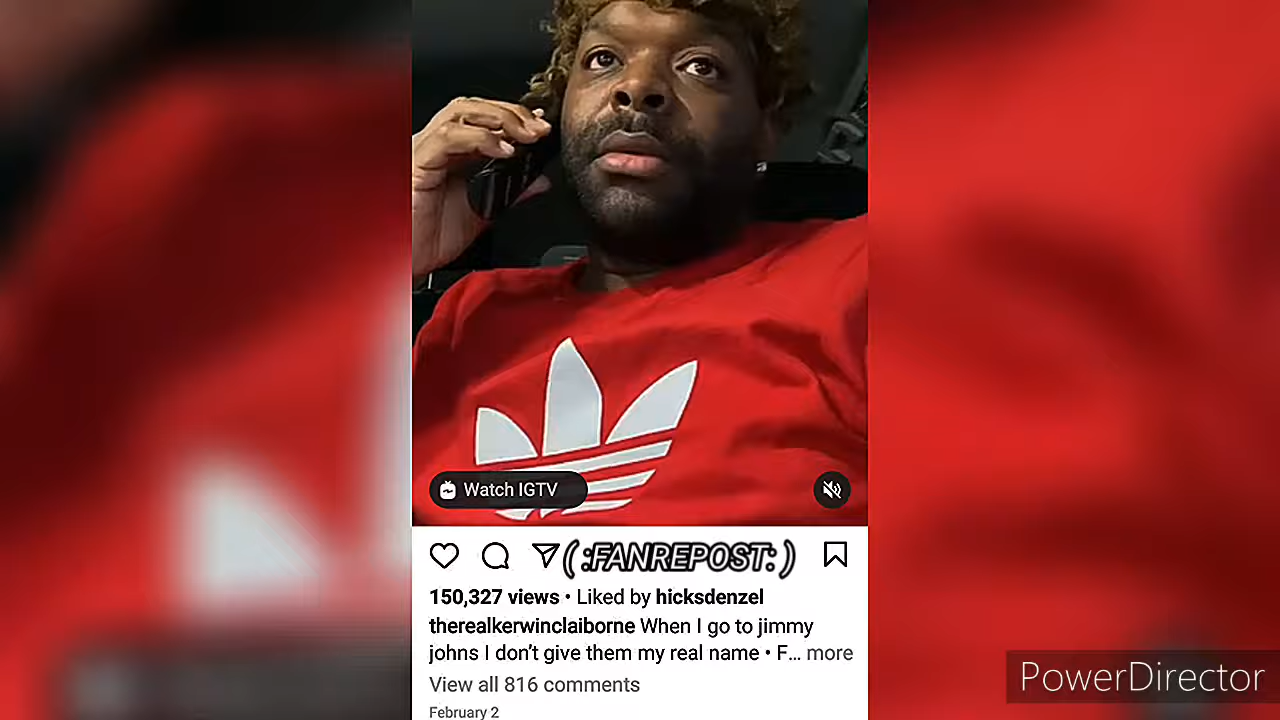 Watch IGTV
(:FANREPOST:)
150,327 views • Liked by hicksdenzel
therealkerwinclaiborne When I go to jimmy
johns I don't give them my real name • F... more
View all 816 comments
February 2
PowerDirector